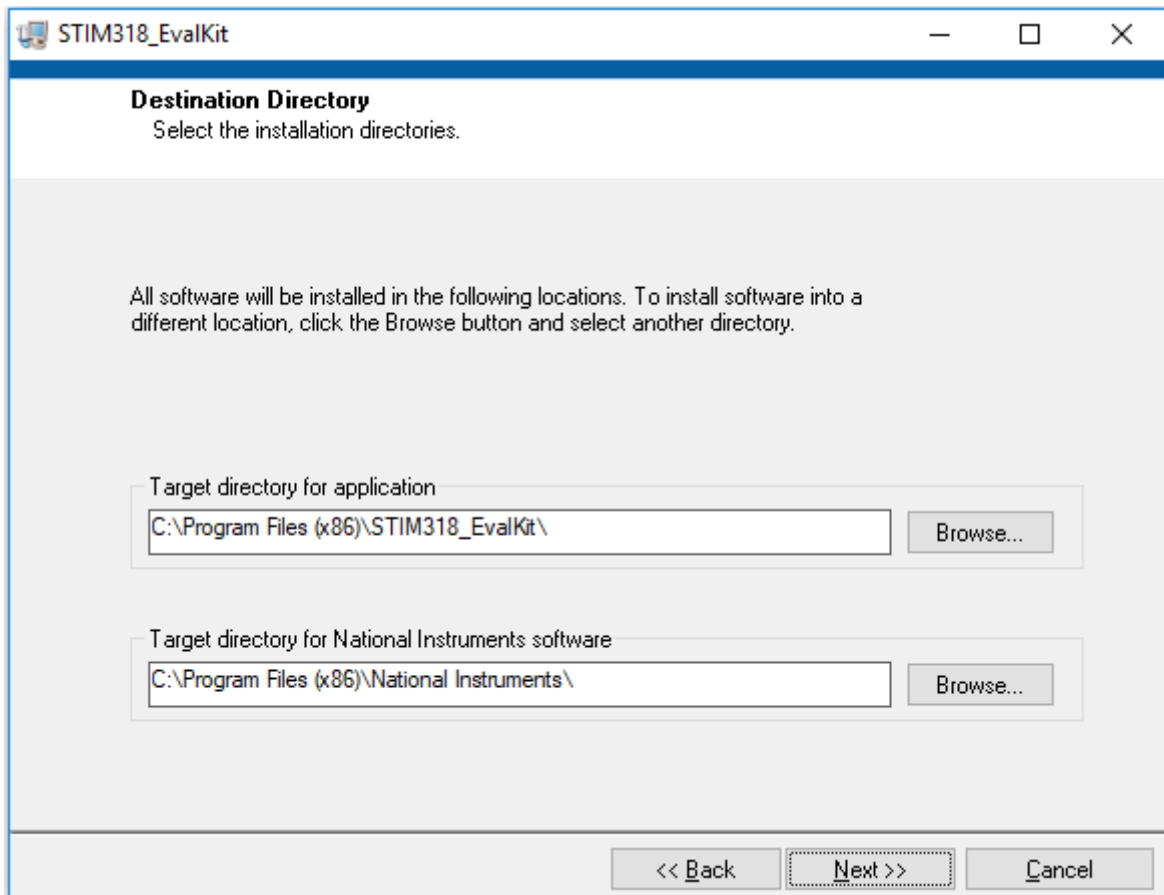 STIM318_EvalKit
Destination Directory
Select the installation directories.
All software will be installed in the following locations. To install software into a
different location, click the Browse button and select another directory.
Target directory for application
C:\Program Files (x86)\STIM318_EvalKit\
Browse...
Target directory for National Instruments software
C:\Program Files (x86)\National Instruments\
Browse...
<< Back
Next >>
Cancel